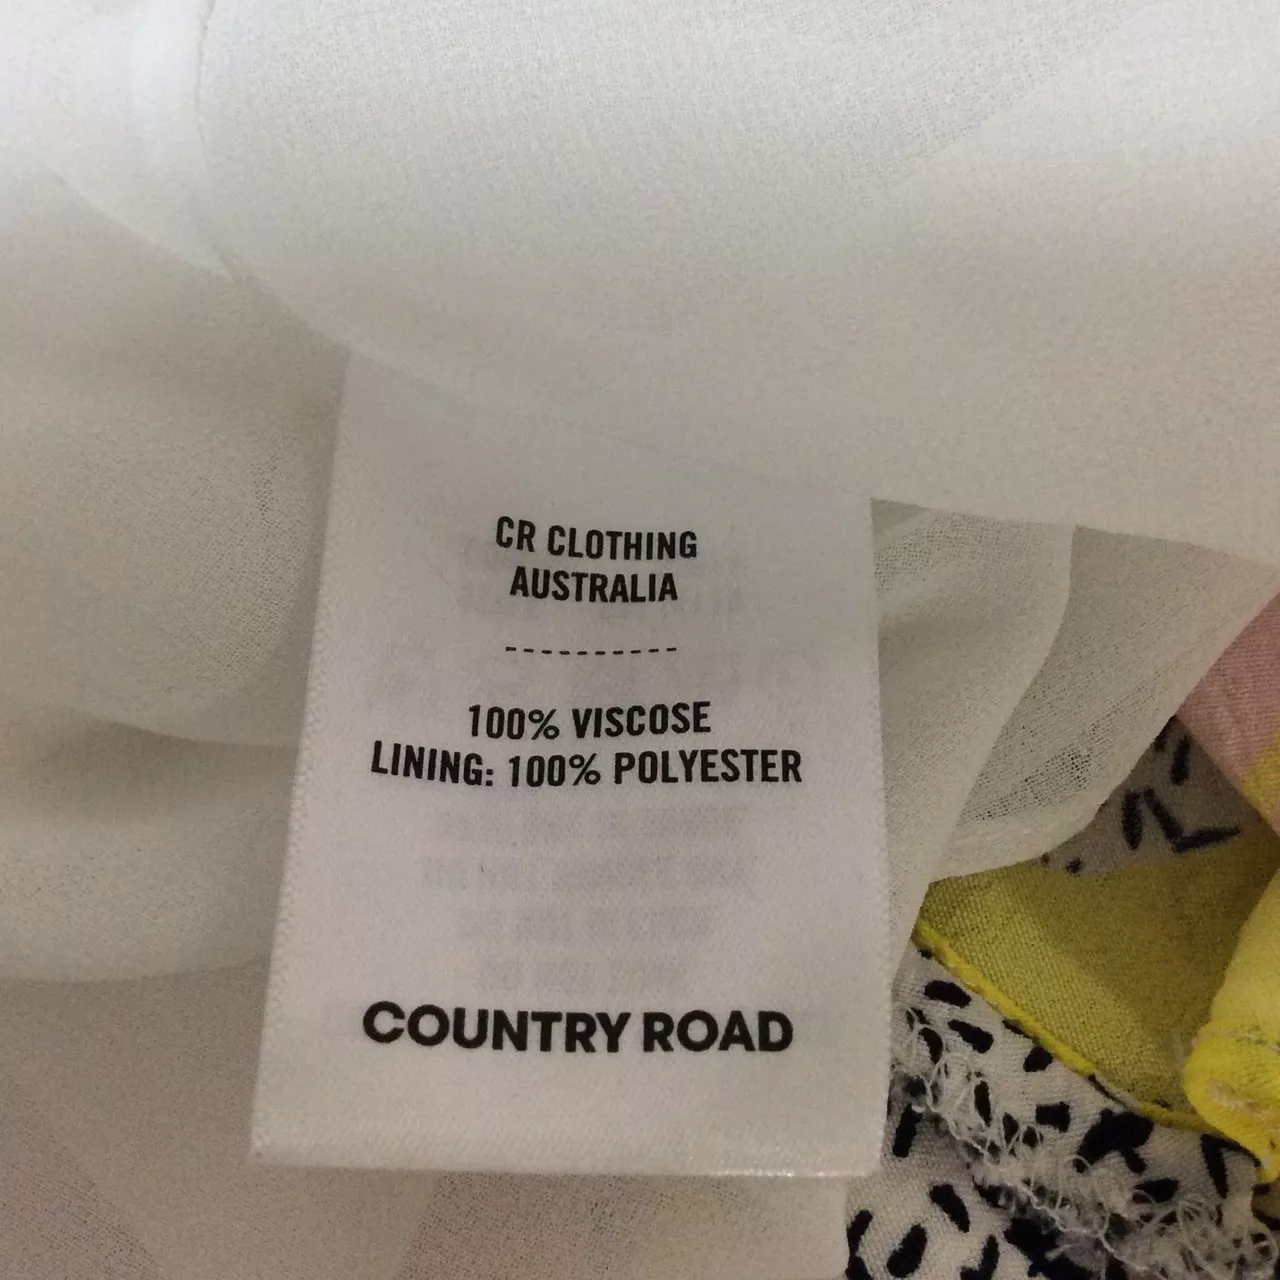 CR CLOTHING
AUSTRALIA
----------
100% VISCOSE
LINING: 100% POLYESTER
COUNTRY ROAD